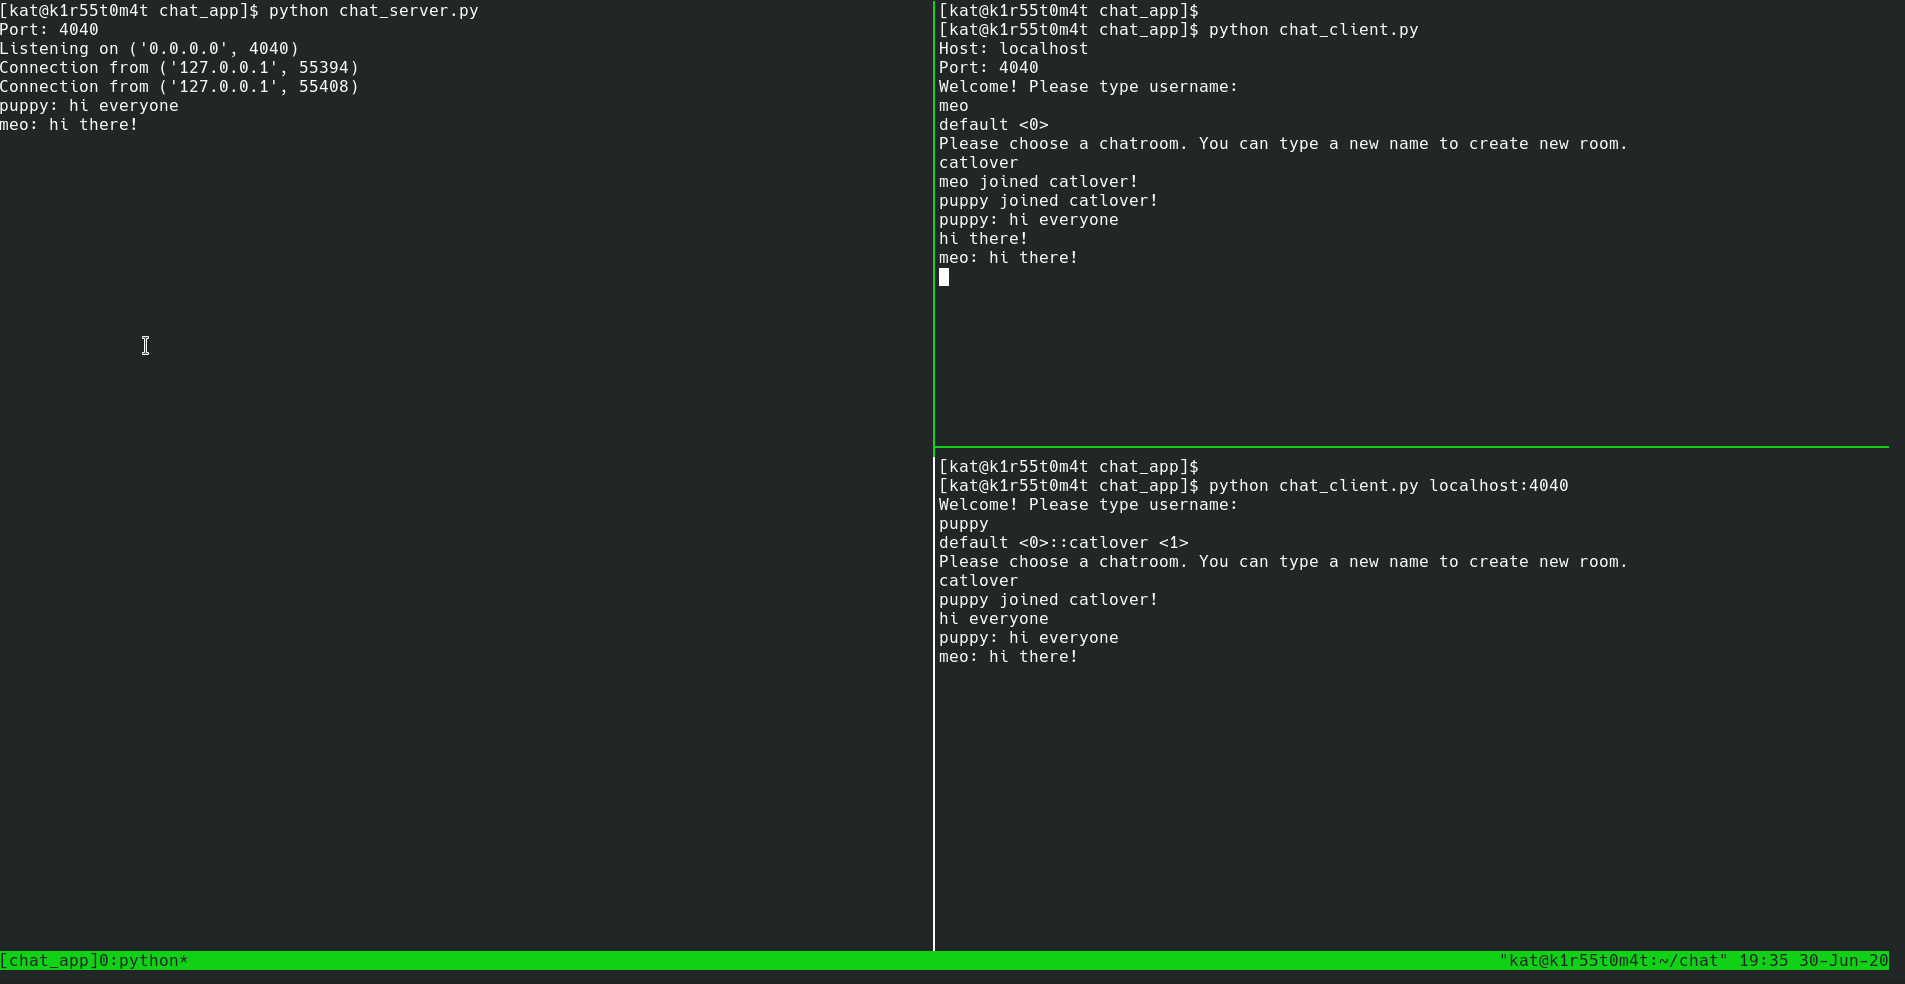 [kat@k1r55t0m4t chat_app]$ python chat_server.py
Port: 4040
Listening on ('0.0.0.0', 4040)
Connection from ('127.0.0.1', 55394)
Connection from ('127.0.0.1', 55408)
puppy: hi everyone
meo: hi there!
[kat@k1r55t0m4t chat_app]$
[kat@k1r55t0m4t chat_app]$ python chat_client.py
Host: localhost
Port: 4040
Welcome! Please type username:
meo
default <0>
Please choose a chatroom. You can type a new name to create new room.
catlover
meo joined catlover!
puppy joined catlover!
puppy: hi everyone
hi there!
meo: hi there!
[kat@k1r55t0m4t chat_app]$
[kat@k1r55t0m4t chat_app]$ python chat_client.py localhost:4040
Welcome! Please type username:
puppy
default <0>::catlover <1>
Please choose a chatroom. You can type a new name to create new room.
catlover
puppy joined catlover!
hi everyone
puppy: hi everyone
meo: hi there!
[chat_app]0:python* "kat@k1r55t0m4t:~/chat" 19:35 30-Jun-20